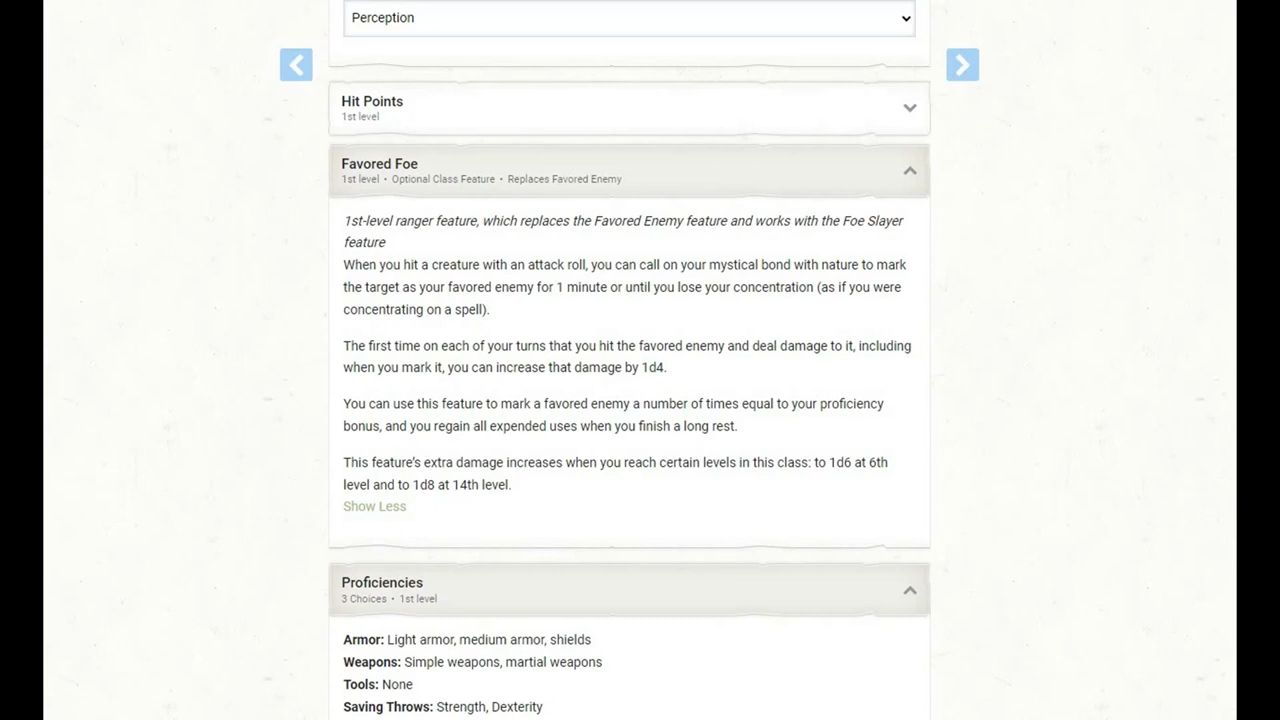 Perception
Hit Points
1st level
Favored Foe
1st level • Optional Class Feature • Replaces Favored Enemy
1st-level ranger feature, which replaces the Favored Enemy feature and works with the Foe Slayer
feature
When you hit a creature with an attack roll, you can call on your mystical bond with nature to mark
the target as your favored enemy for 1 minute or until you lose your concentration (as if you were
concentrating on a spell).
The first time on each of your turns that you hit the favored enemy and deal damage to it, including
when you mark it, you can increase that damage by 1d4.
You can use this feature to mark a favored enemy a number of times equal to your proficiency
bonus, and you regain all expended uses when you finish a long rest.
This feature's extra damage increases when you reach certain levels in this class: to 1d6 at 6th
level and to 1d8 at 14th level.
Show Less
Proficiencies
3 Choices • 1st level
Armor: Light armor, medium armor, shields
Weapons: Simple weapons, martial weapons
Tools: None
Saving Throws: Strength, Dexterity